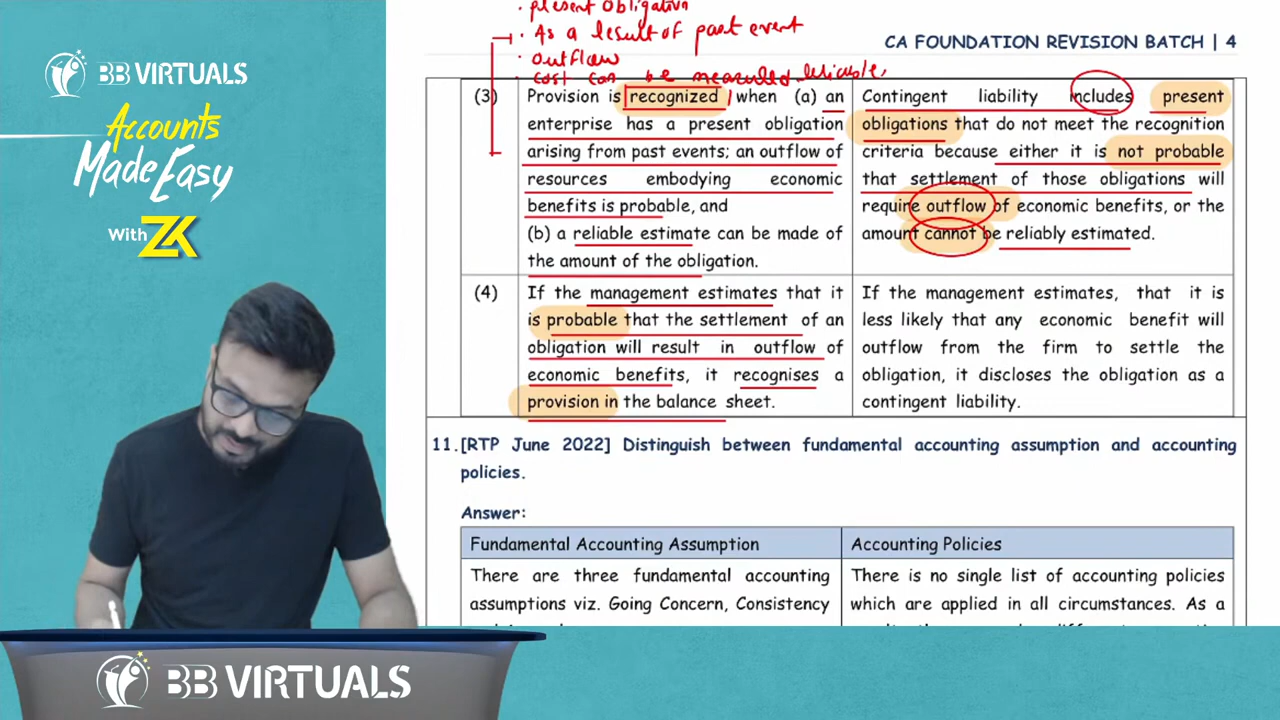 BB VIRTUALS
Accounts
Made Easy
With ZK
· present obligation
· As a result of past event
· outflow
· cost can be measured reliable,
CA FOUNDATION REVISION BATCH | 4
(3)
Provision is recognized when (a) an
enterprise has a present obligation
arising from past events; an outflow of
resources embodying economic
benefits is probable, and
(b) a reliable estimate can be made of
the amount of the obligation.
Contingent liability includes present
obligations that do not meet the recognition
criteria because either it is not probable
that settlement of those obligations will
require outflow of economic benefits, or the
amount cannot be reliably estimated.
(4)
If the management estimates that it
is probable that the settlement of an
obligation will result in outflow of
economic benefits, it recognises a
provision in the balance sheet.
If the management estimates, that it is
less likely that any economic benefit will
outflow from the firm to settle the
obligation, it discloses the obligation as a
contingent liability.
11. [RTP June 2022] Distinguish between fundamental accounting assumption and accounting
policies.
Answer:
Fundamental Accounting Assumption
Accounting Policies
There are three fundamental accounting
assumptions viz. Going Concern, Consistency
There is no single list of accounting policies
which are applied in all circumstances. As a
BB VIRTUALS